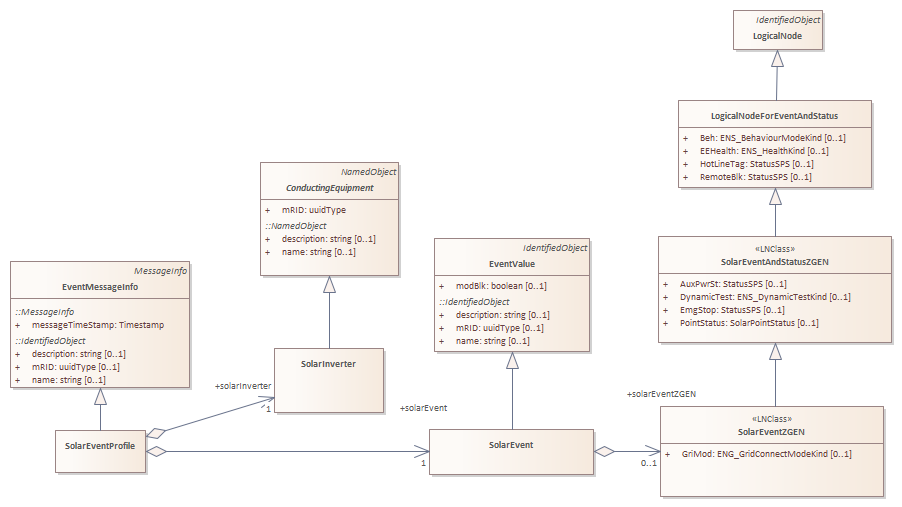 IdentifiedObject
LogicalNode
LogicalNodeForEventAndStatus
+ Beh: ENS_BehaviourModeKind [0..1]
+ EEHealth: ENS_HealthKind [0..1]
+ HotLineTag: StatusSPS [0..1]
+ RemoteBlk: StatusSPS [0..1]
NamedObject
ConductingEquipment
+ mRID: uuidType
::NamedObject
+ description: string [0..1]
+ name: string [0..1]
IdentifiedObject
EventValue
+ modBlk: boolean [0..1]
::IdentifiedObject
+ description: string [0..1]
+ mRID: uuidType [0..1]
+ name: string [0..1]
«LNClass»
SolarEventAndStatusZGEN
+ AuxPwrSt: StatusSPS [0..1]
+ DynamicTest: ENS_DynamicTestKind [0..1]
+ EmgStop: StatusSPS [0..1]
+ PointStatus: SolarPointStatus [0..1]
MessageInfo
EventMessageInfo
::MessageInfo
+ messageTimeStamp: Timestamp
::IdentifiedObject
+ description: string [0..1]
+ mRID: uuidType [0..1]
+ name: string [0..1]
SolarInverter
+solarInverter
1
+solarEvent
+solarEventZGEN
SolarEventProfile
1
SolarEvent
0..1
«LNClass»
SolarEventZGEN
+ GriMod: ENG_GridConnectModeKind [0..1]